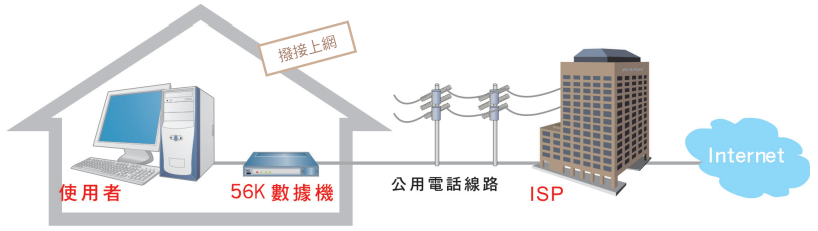 撥接上網
使用者
56K 數據機
公用電話線路
ISP
Internet